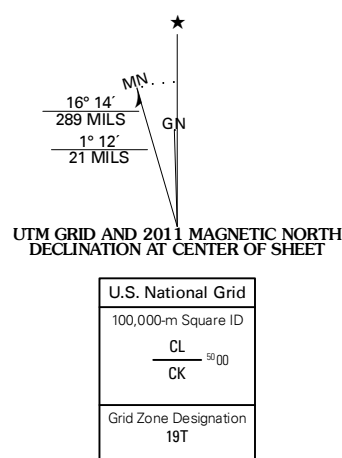 MN
GN
16° 14´
289 MILS
1° 12´
21 MILS
UTM GRID AND 2011 MAGNETIC NORTH
DECLINATION AT CENTER OF SHEET
U.S. National Grid
100,000-m Square ID
CL
5000
CK
Grid Zone Designation
19T